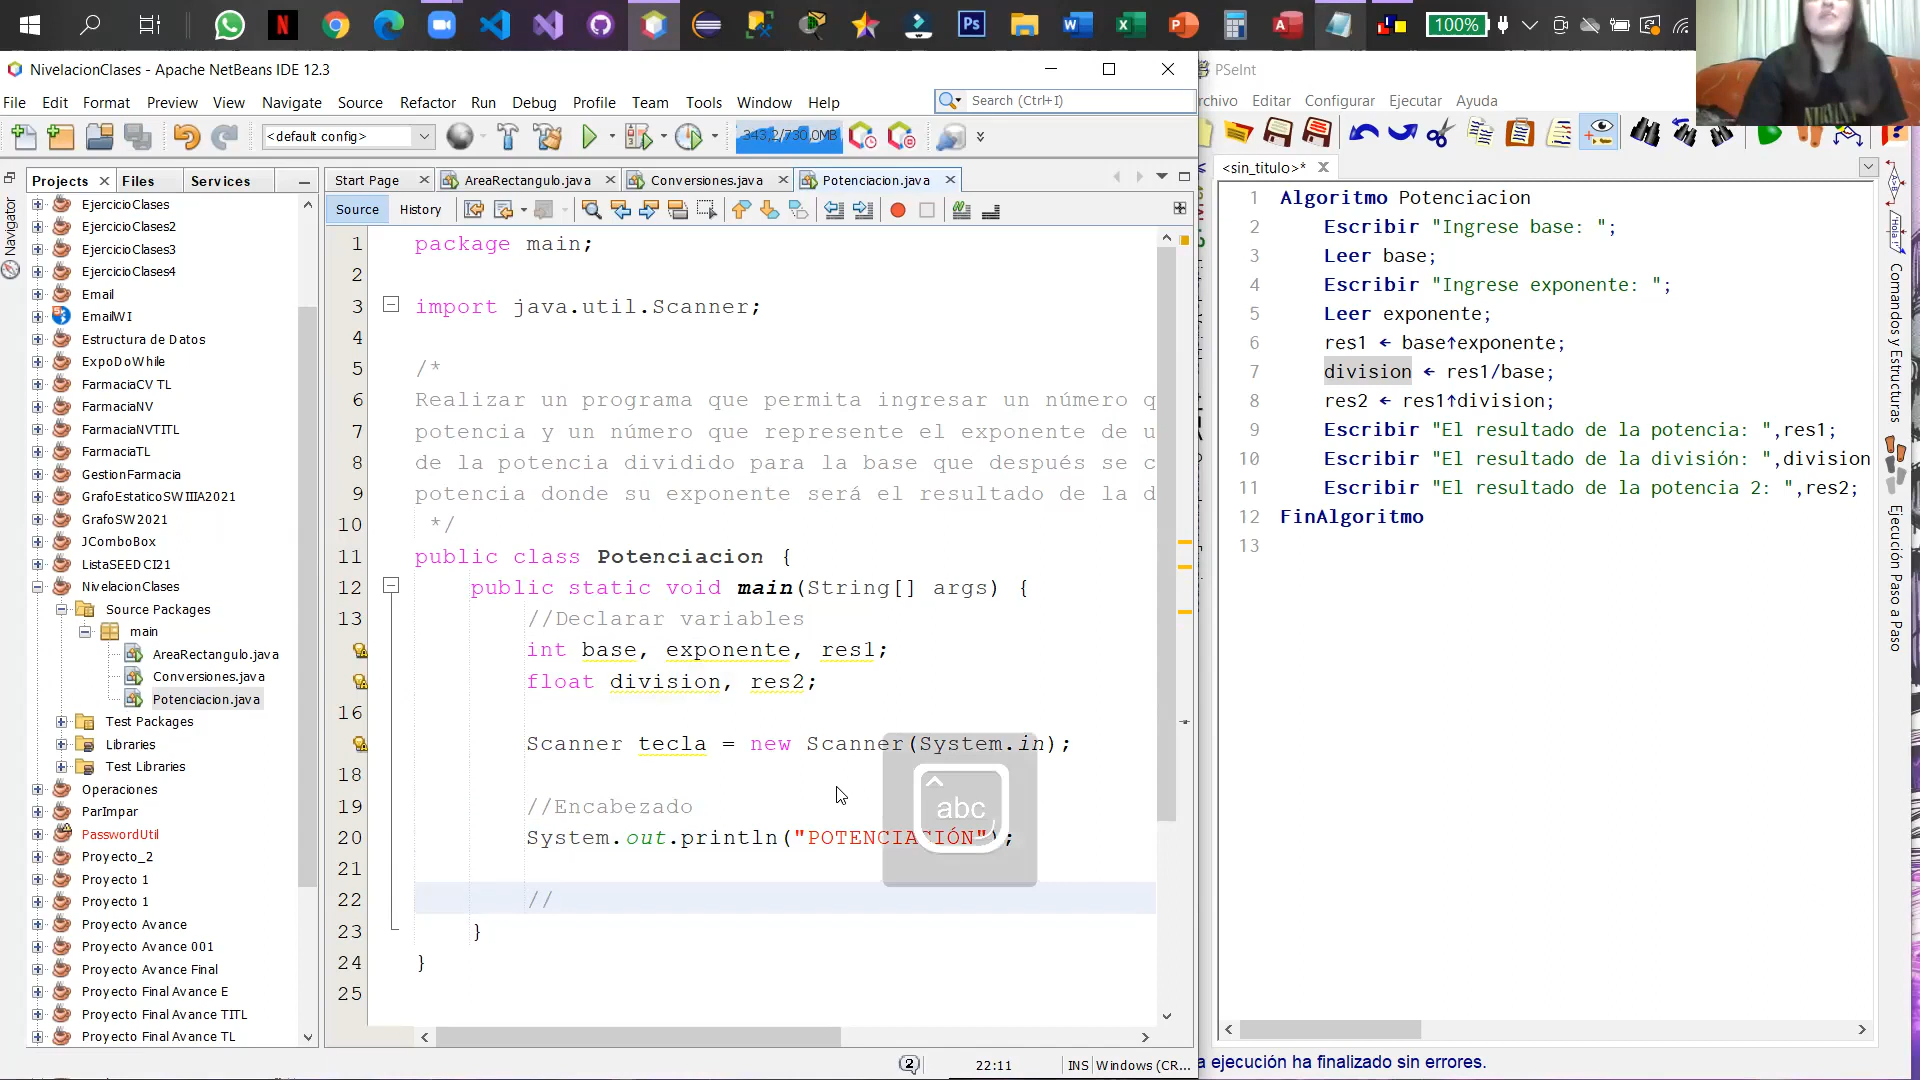 100%
NivelacionClases - Apache NetBeans IDE 12.3
File Edit Format Preview View Navigate Source Refactor Run Debug Profile Team Tools Window Help
Search (Ctrl+I)
<default config>
343,2/730,0MB
Projects Files Services
Navigator
EjercicioClases
EjercicioClases2
EjercicioClases3
EjercicioClases4
Email
EmailWI
Estructura de Datos
ExpoDoWhile
FarmaciaCV TL
FarmaciaNV
FarmaciaNVTITL
FarmaciaTL
GestionFarmacia
GrafoEstaticoSWIIIA2021
GrafoSW2021
JComboBox
ListaSEEDCI21
NivelacionClases
Source Packages
main
AreaRectangulo.java
Conversiones.java
Potenciacion.java
Test Packages
Libraries
Test Libraries
Operaciones
ParImpar
PasswordUtil
Proyecto_2
Proyecto 1
Proyecto 1
Proyecto Avance
Proyecto Avance 001
Proyecto Avance Final
Proyecto Final Avance E
Proyecto Final Avance TITL
Proyecto Final Avance TL
Start Page AreaRectangulo.java Conversiones.java Potenciacion.java
Source History
1 package main;
2
3 import java.util.Scanner;
4
5 /*
6 Realizar un programa que permita ingresar un número q
7 potencia y un número que represente el exponente de u
8 de la potencia dividido para la base que después se c
9 potencia donde su exponente será el resultado de la d
10 */
11 public class Potenciacion {
12 public static void main(String[] args) {
13 //Declarar variables
int base, exponente, res1;
float division, res2;
16
Scanner tecla = new Scanner(System.in);
18
19 //Encabezado
20 System.out.println("POTENCIACIÓN");
21
22 //
23 }
24 }
25
abc
2 22:11 INS Windows (CR...
PSeInt
rchivo Editar Configurar Ejecutar Ayuda
<sin_titulo>*
1 Algoritmo Potenciacion
2 Escribir "Ingrese base: ";
3 Leer base;
4 Escribir "Ingrese exponente: ";
5 Leer exponente;
6 res1 ← base↑exponente;
7 division ← res1/base;
8 res2 ← res1↑division;
9 Escribir "El resultado de la potencia: ",res1;
10 Escribir "El resultado de la división: ",division
11 Escribir "El resultado de la potencia 2: ",res2;
12 FinAlgoritmo
13
Comandos y Estructuras
Ejecución Paso a Paso
a ejecución ha finalizado sin errores.